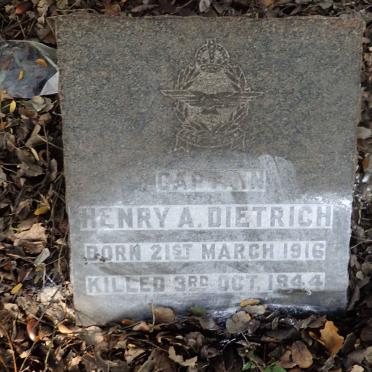 CAPTAIN
HENRY A. DIETRICH
BORN 21ST MARCH 1916
KILLED 3RD OCT. 1944